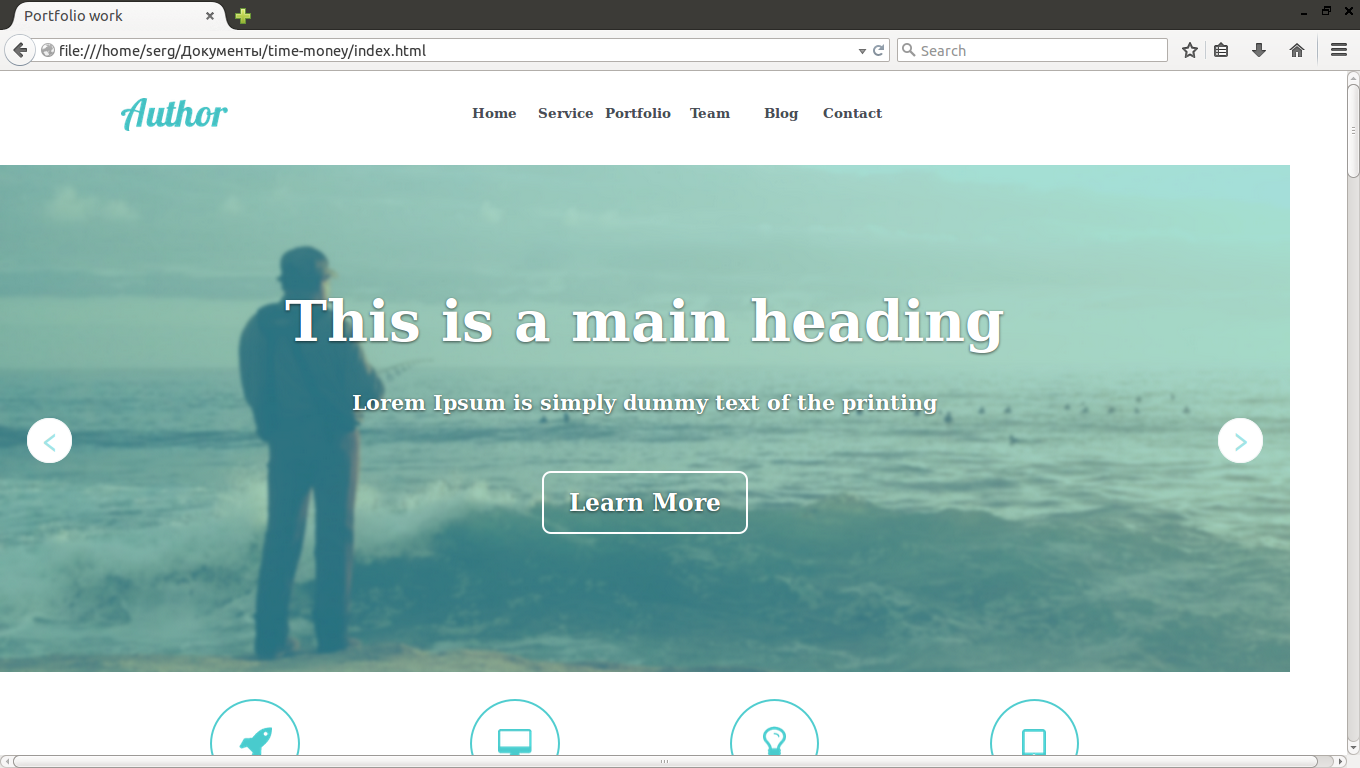 Portfolio work
file:///home/serg/Документы/time-money/index.html
Search
Author
Home Service Portfolio Team Blog Contact
This is a main heading
Lorem Ipsum is simply dummy text of the printing
Learn More